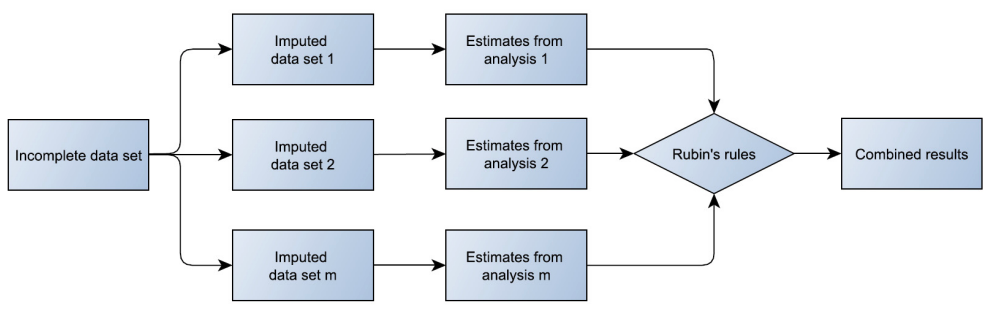 Imputed
data set 1
Estimates from
analysis 1
Incomplete data set
Imputed
data set 2
Estimates from
analysis 2
Rubin's rules
Combined results
Imputed
data set m
Estimates from
analysis m